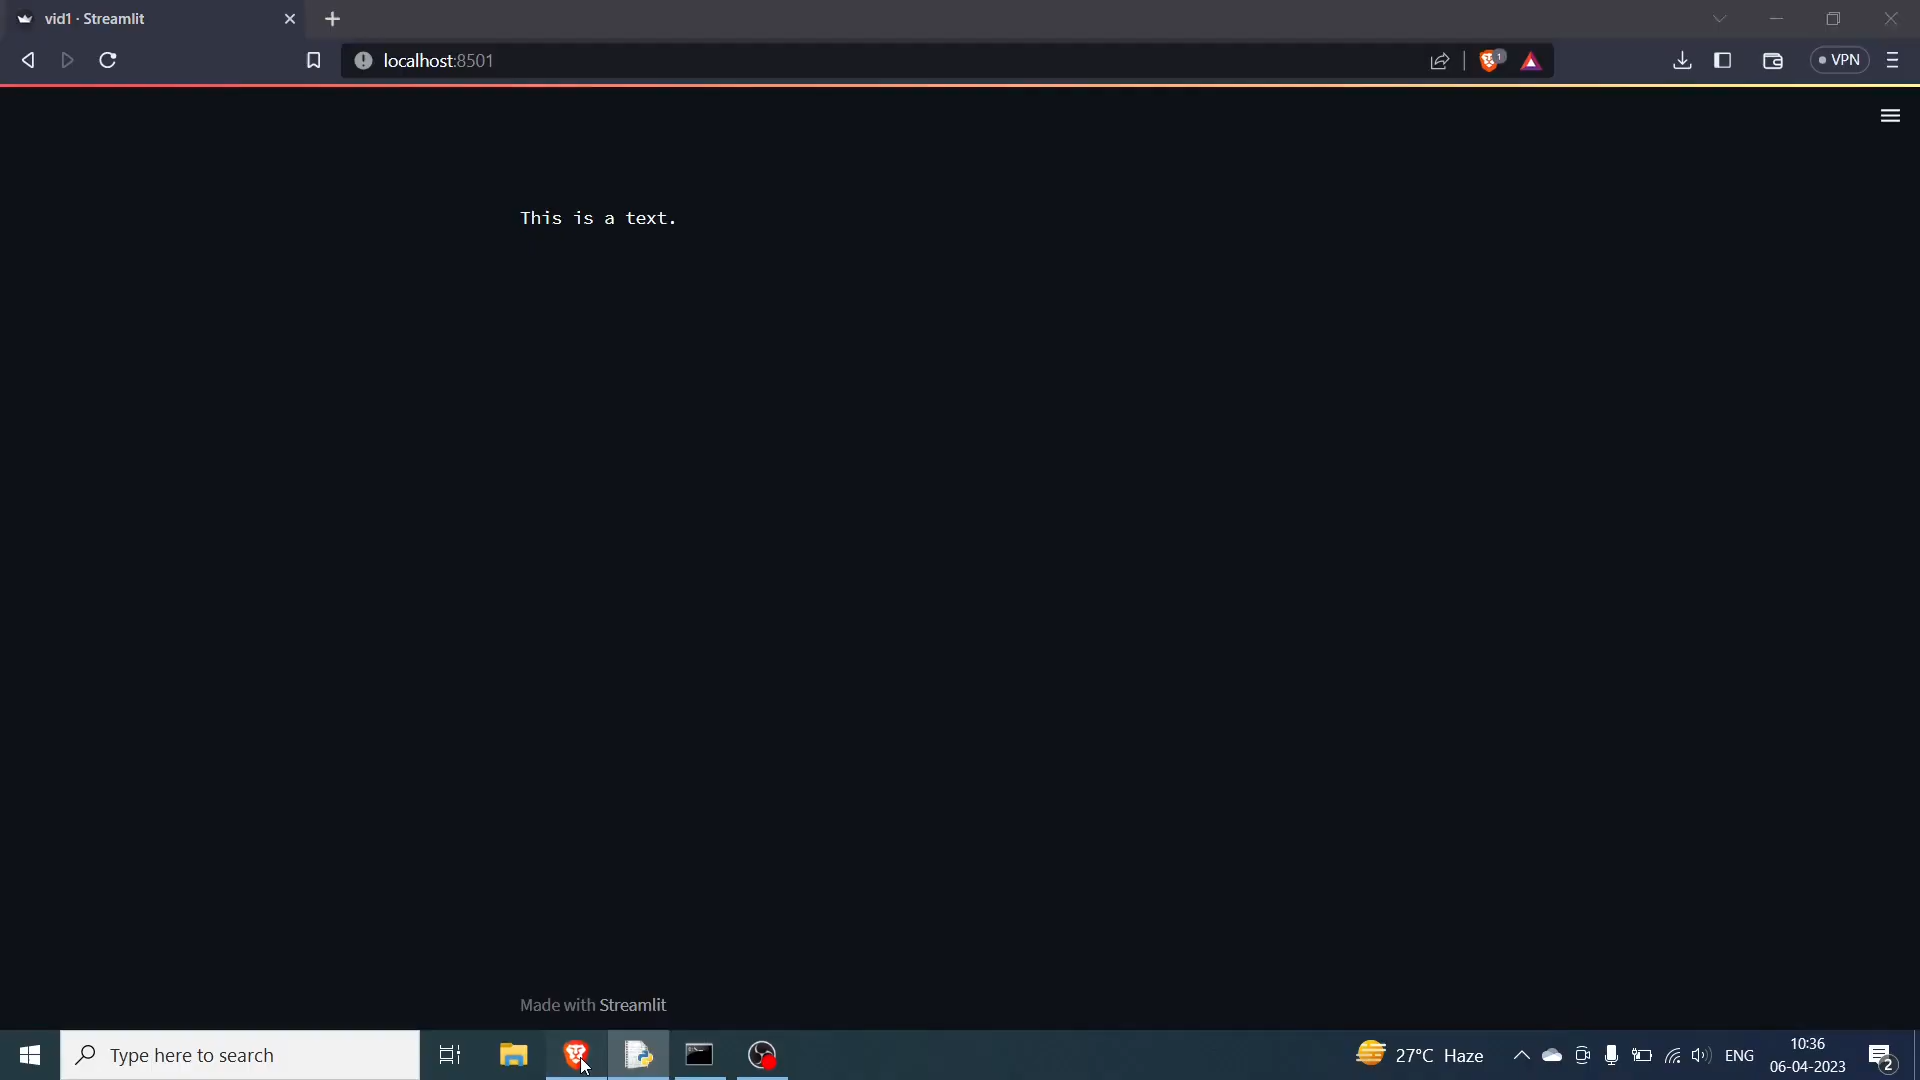 vid1 · Streamlit
localhost:8501
1
VPN
This is a text.
Made with Streamlit
Type here to search
27°C Haze
ENG
10:36
06-04-2023
2